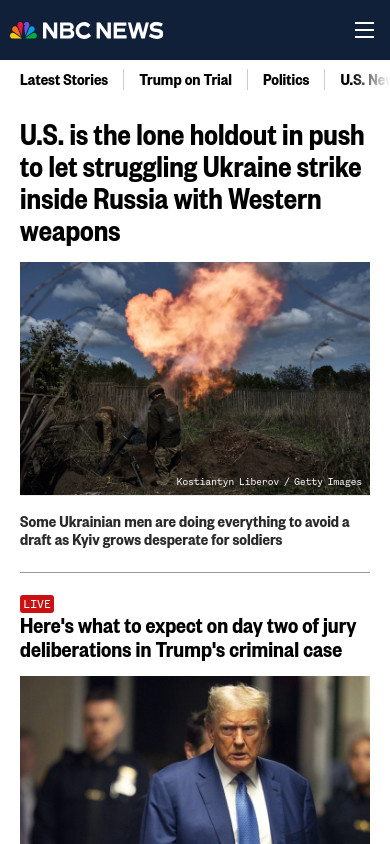 NBC NEWS
Latest Stories
Trump on Trial
Politics
U.S.
U.S. is the lone holdout in push
to let struggling Ukraine strike
inside Russia with Western
weapons
Kostiantyn Liberov / Getty Images
Some Ukrainian men are doing everything to avoid a
draft as Kyiv grows desperate for soldiers
LIVE
Here's what to expect on day two of jury
deliberations in Trump's criminal case